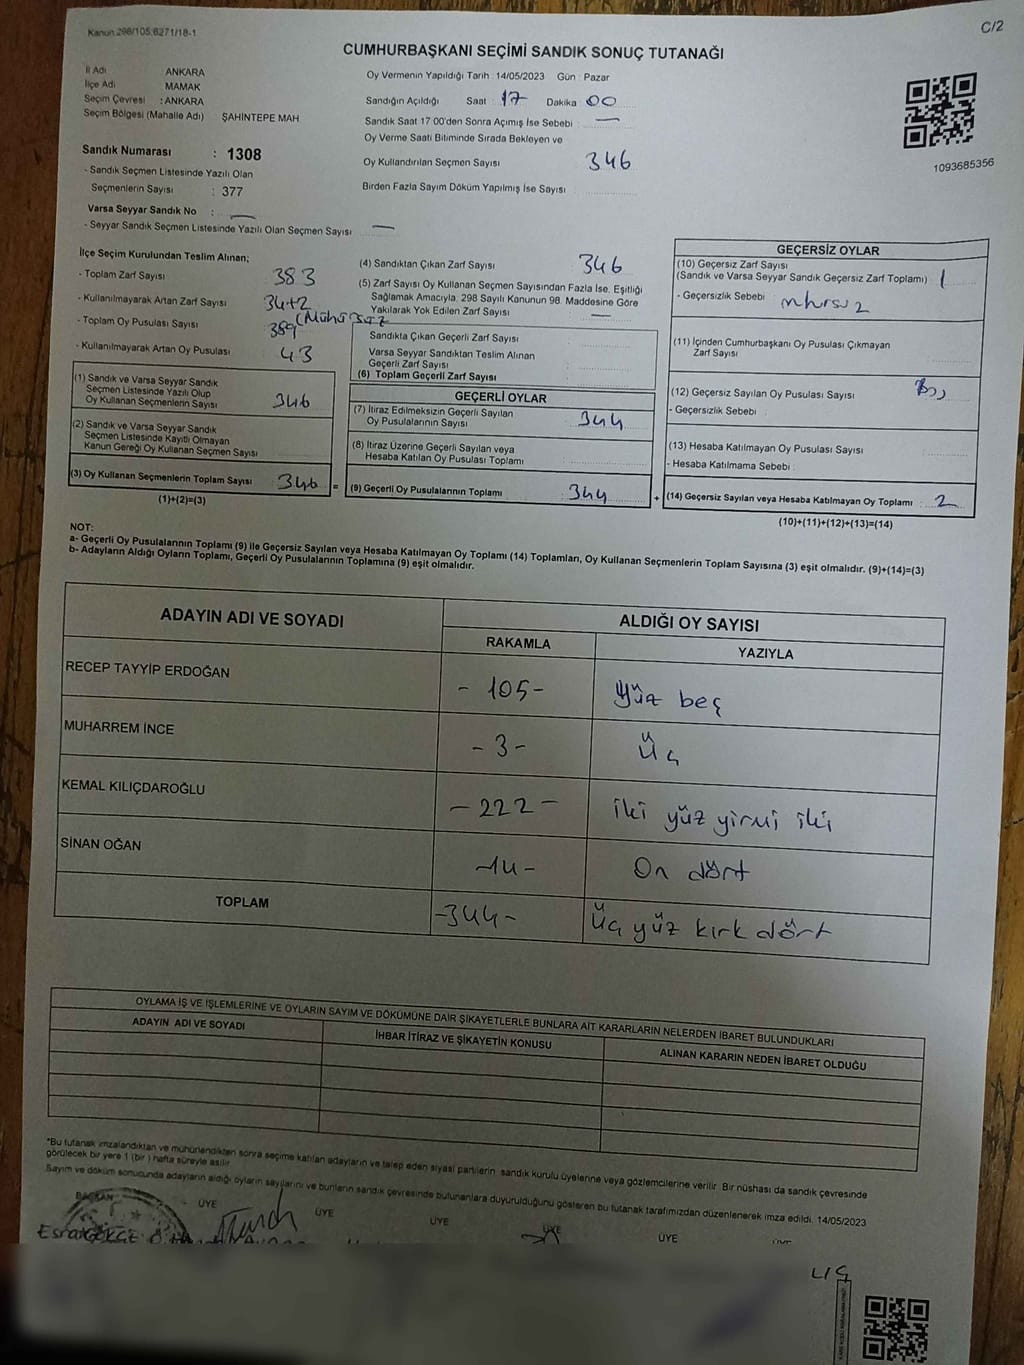 Kanun 298/105;6271/18-1
C/2
CUMHURBAŞKANI SEÇİMİ SANDIK SONUÇ TUTANAĞI
İl Adı : ANKARA
İlçe Adı : MAMAK
Seçim Çevresi : ANKARA
Seçim Bölgesi (Mahalle Adı) ŞAHİNTEPE MAH
Sandık Numarası : 1308
- Sandık Seçmen Listesinde Yazılı Olan
Seçmenlerin Sayısı : 377
Varsa Seyyar Sandık No : —
- Seyyar Sandık Seçmen Listesinde Yazılı Olan Seçmen Sayısı —
Oy Vermenin Yapıldığı Tarih : 14/05/2023 Gün : Pazar
Sandığın Açıldığı Saat : 17 Dakika 00
Sandık Saat 17:00'den Sonra Açımış İse Sebebi : —
Oy Verme Saati Bitiminde Sırada Bekleyen ve
Oy Kullandırılan Seçmen Sayısı 346
Birden Fazla Sayım Döküm Yapılmış İse Sayısı
1093685356
İlçe Seçim Kurulundan Teslim Alınan;
- Toplam Zarf Sayısı 383
- Kullanılmayarak Artan Zarf Sayısı 34+2
(Mühürsüz
- Toplam Oy Pusulası Sayısı 389
- Kullanılmayarak Artan Oy Pusulası 43
(1) Sandık ve Varsa Seyyar Sandık
Seçmen Listesinde Yazılı Olup
Oy Kullanan Seçmenlerin Sayısı 346
(2) Sandık ve Varsa Seyyar Sandık
Seçmen Listesinde Kayıtlı Olmayan
Kanun Gereği Oy Kullanan Seçmen Sayısı
(3) Oy Kullanan Seçmenlerin Toplam Sayısı 346 =
(1)+(2)=(3)
(4) Sandıktan Çıkan Zarf Sayısı 346
(5) Zarf Sayısı Oy Kullanan Seçmen Sayısından Fazla İse, Eşitliği
Sağlamak Amacıyla, 298 Sayılı Kanunun 98. Maddesine Göre
Yakılarak Yok Edilen Zarf Sayısı —
Sandıkta Çıkan Geçerli Zarf Sayısı
Varsa Seyyar Sandıktan Teslim Alınan
Geçerli Zarf Sayısı
(6) Toplam Geçerli Zarf Sayısı
GEÇERLİ OYLAR
(7) İtiraz Edilmeksizin Geçerli Sayılan
Oy Pusulalarının Sayısı 344
(8) İtiraz Üzerine Geçerli Sayılan veya
Hesaba Katılan Oy Pusulası Toplamı
(9) Geçerli Oy Pusulalarının Toplamı 344 +
GEÇERSİZ OYLAR
(10) Geçersiz Zarf Sayısı
(Sandık ve Varsa Seyyar Sandık Geçersiz Zarf Toplamı) 1
- Geçersizlik Sebebi
(11) İçinden Cumhurbaşkanı Oy Pusulası Çıkmayan
Zarf Sayısı
(12) Geçersiz Sayılan Oy Pusulası Sayısı
- Geçersizlik Sebebi :
(13) Hesaba Katılmayan Oy Pusulası Sayısı
- Hesaba Katılmama Sebebi :
(14) Geçersiz Sayılan veya Hesaba Katılmayan Oy Toplamı 2
(10)+(11)+(12)+(13)=(14)
NOT:
a- Geçerli Oy Pusulalarının Toplamı (9) ile Geçersiz Sayılan veya Hesaba Katılmayan Oy Toplamı (14) Toplamları, Oy Kullanan Seçmenlerin Toplam Sayısına (3) eşit olmalıdır. (9)+(14)=(3)
b- Adayların Aldığı Oyların Toplamı, Geçerli Oy Pusulalarının Toplamına (9) eşit olmalıdır.
ADAYIN ADI VE SOYADI ALDIĞI OY SAYISI
RAKAMLA YAZIYLA
RECEP TAYYİP ERDOĞAN - 105 - Yüz beş
MUHARREM İNCE - 3 - Üç
KEMAL KILIÇDAROĞLU - 222 - iki yüz yirmi iki
SİNAN OĞAN - 14 - On dört
TOPLAM - 344 - Üç yüz kırk dört
OYLAMA İŞ VE İŞLEMLERİNE VE OYLARIN SAYIM VE DÖKÜMÜNE DAİR ŞİKAYETLERLE BUNLARA AİT KARARLARIN NELERDEN İBARET BULUNDUKLARI
ADAYIN ADI VE SOYADI İHBAR İTİRAZ VE ŞİKAYETİN KONUSU ALINAN KARARIN NEDEN İBARET OLDUĞU
*Bu tutanak imzalandıktan ve mühürlendikten sonra seçime katılan adayların ve talep eden siyasi partilerin sandık kurulu üyelerine veya gözlemcilerine verilir. Bir nüshası da sandık çevresinde
görülecek bir yere 1 (bir) hafta süreyle asılır
Sayım ve döküm sonucunda adayların aldığı oyların sayılarını ve bunların sandık çevresinde bulunanlara duyurulduğunu gösteren bu tutanak tarafımızdan düzenlenerek imza edildi. 14/05/2023
BAŞKAN ÜYE ÜYE ÜYE ÜYE ÜYE